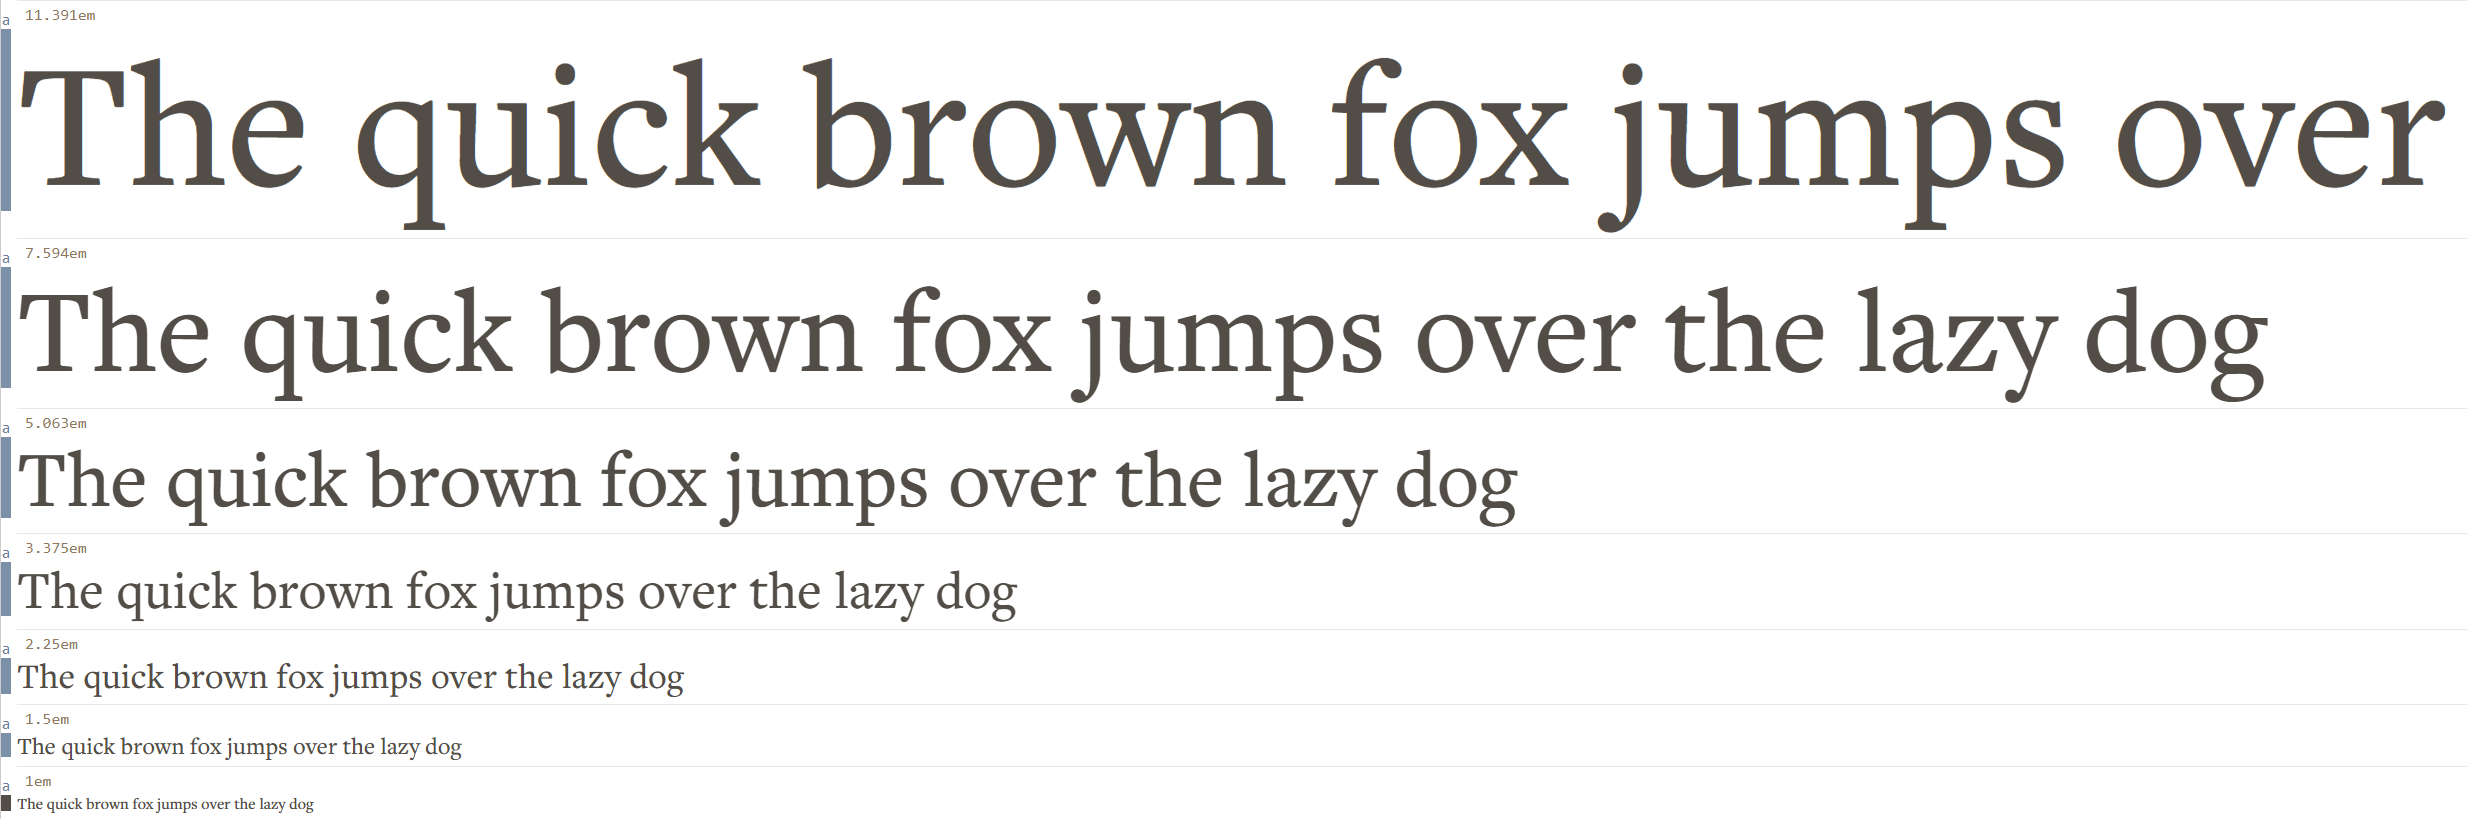 a 11.391em
The quick brown fox jumps over
a 7.594em
The quick brown fox jumps over the lazy dog
a 5.063em
The quick brown fox jumps over the lazy dog
a 3.375em
The quick brown fox jumps over the lazy dog
a 2.25em
The quick brown fox jumps over the lazy dog
a 1.5em
The quick brown fox jumps over the lazy dog
a 1em
The quick brown fox jumps over the lazy dog